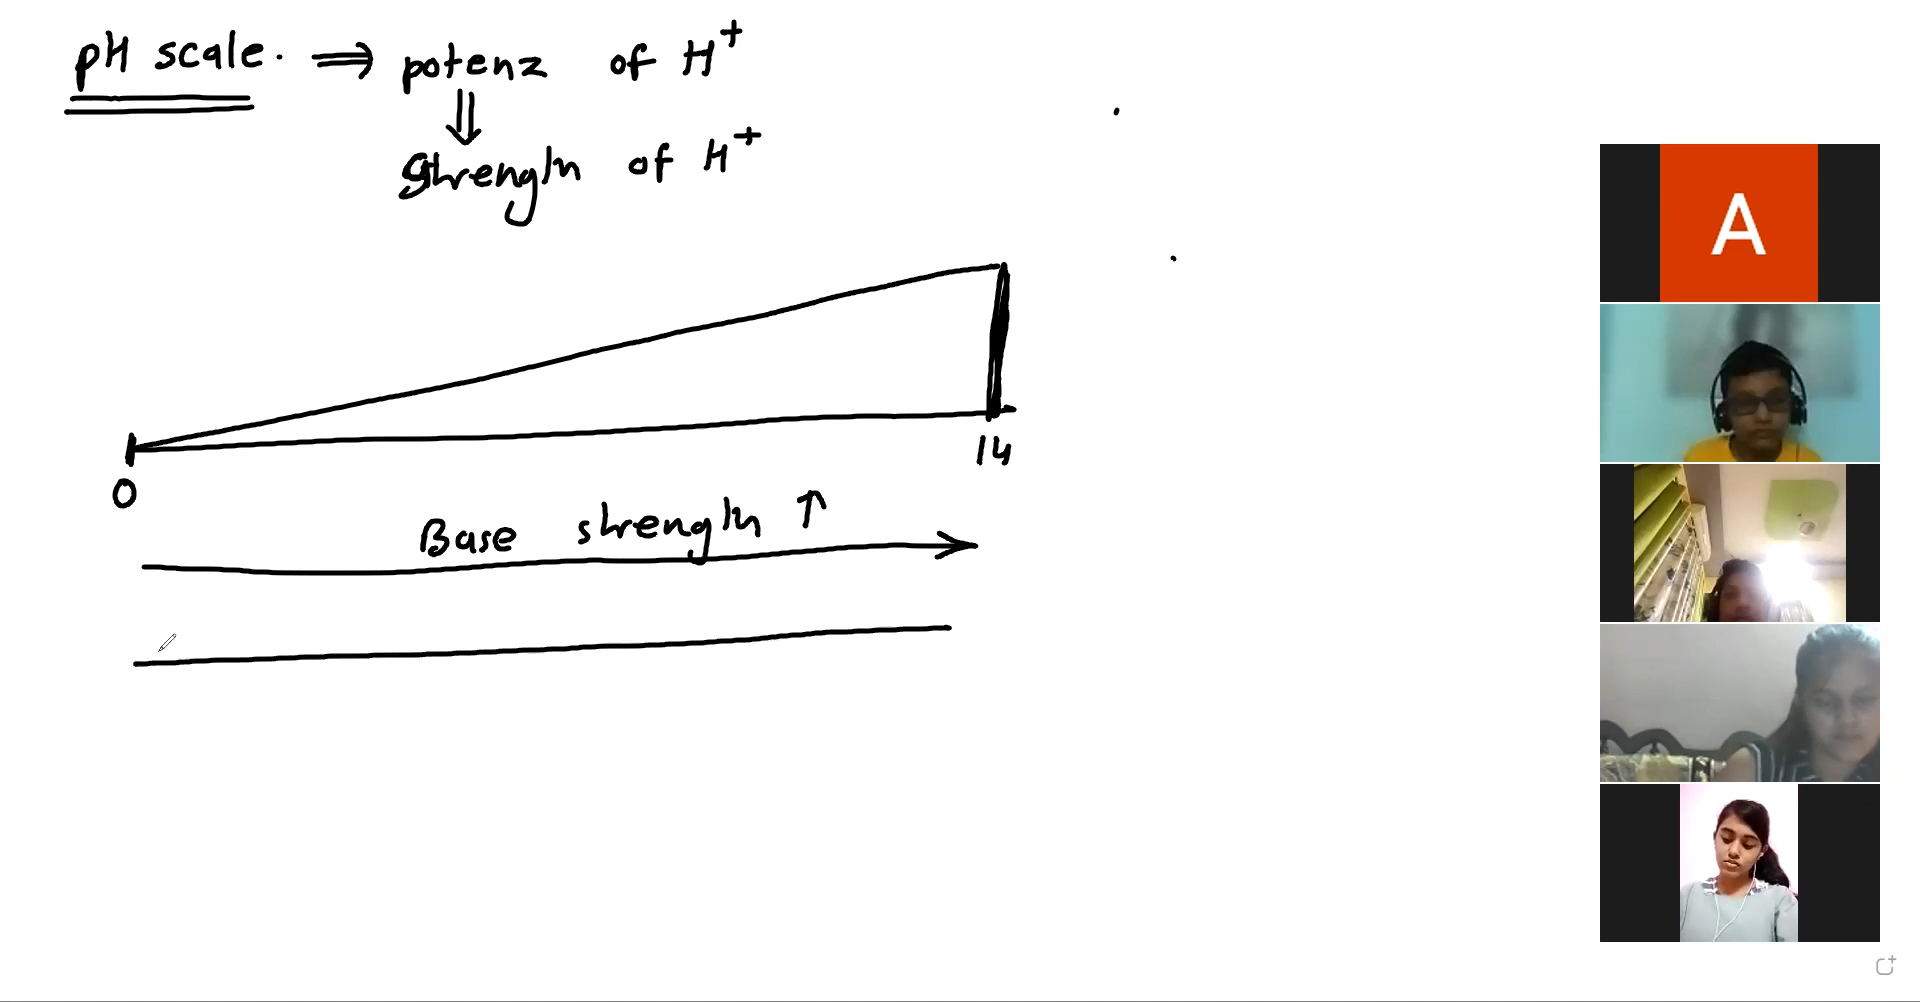 pH scale. ⇒ potenz of H⁺
⇓
Strength of H⁺
0
14
Base strength ↑
A